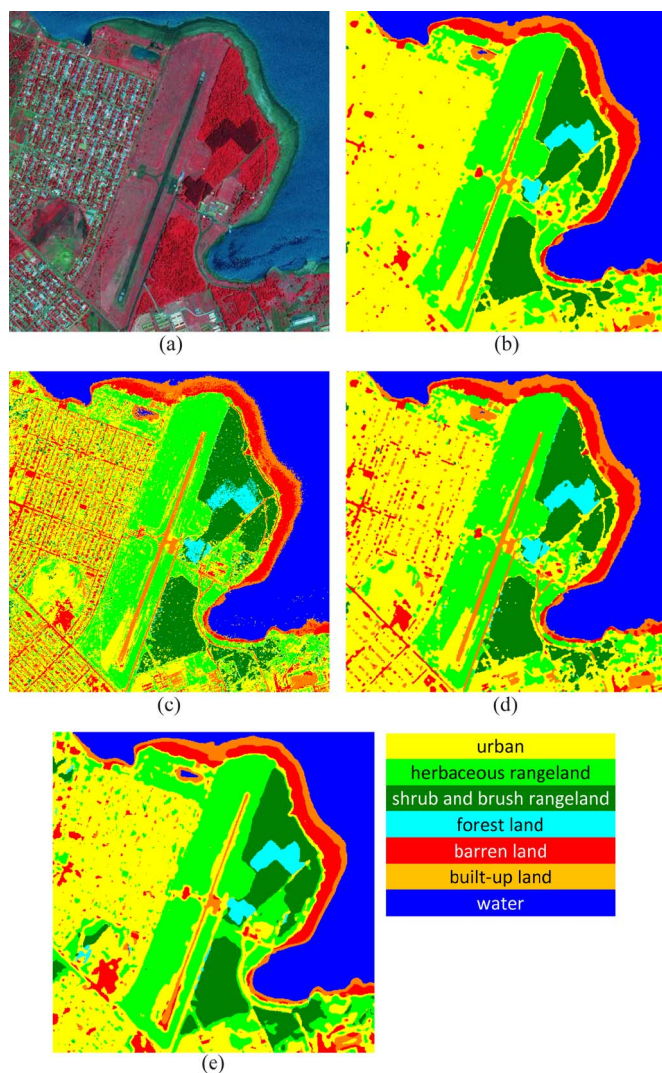 (a)
(b)
(c)
(d)
urban
herbaceous rangeland
shrub and brush rangeland
forest land
barren land
built-up land
water
(e)